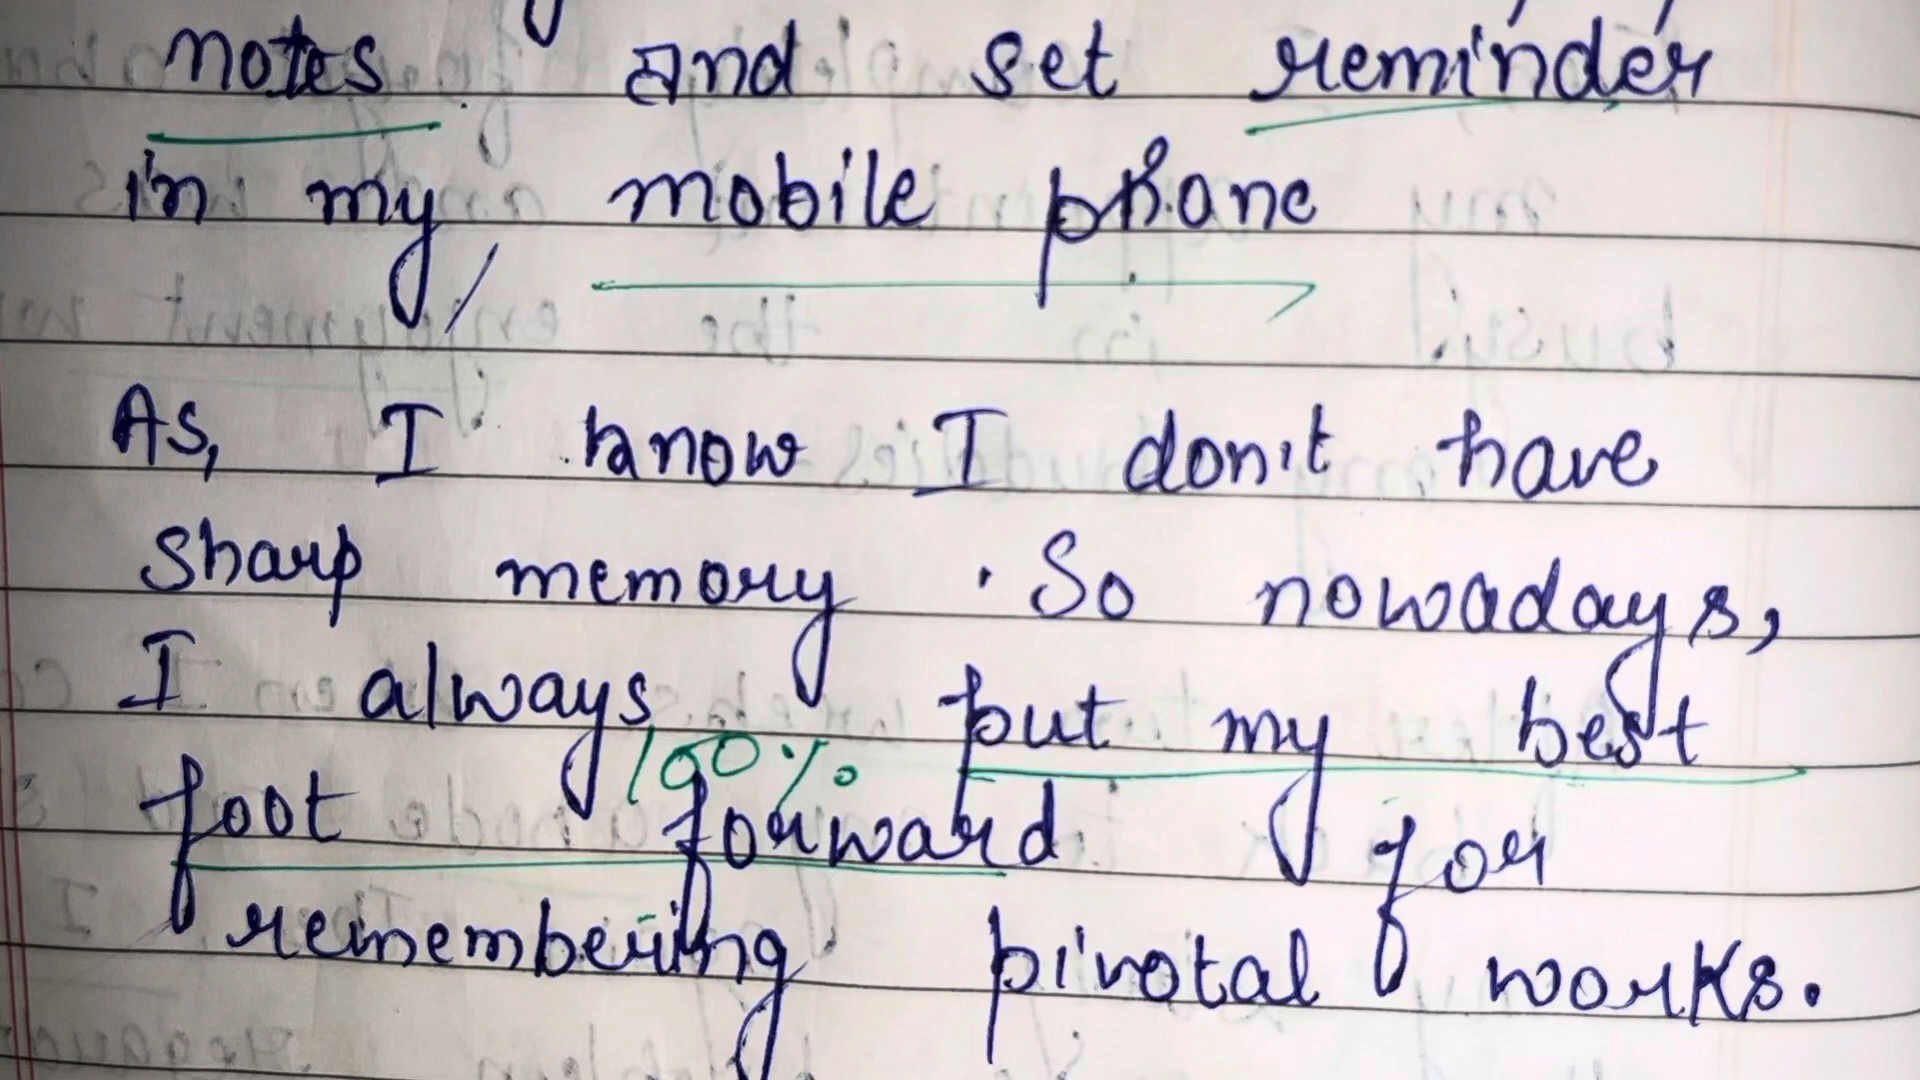 notes and set reminder
in my mobile phone
As, I know I don't have
sharp memory. So nowadays,
I always put my best
100%
foot forward for
remembering pivotal works.